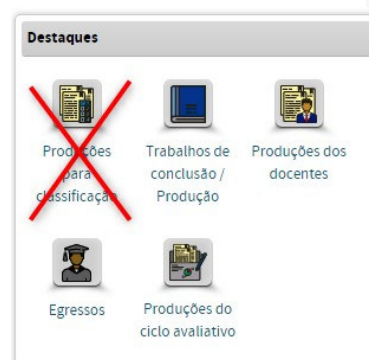 Destaques
Produções
para
classificação
Trabalhos de
conclusão /
Produção
Produções dos
docentes
Egressos
Produções do
ciclo avaliativo